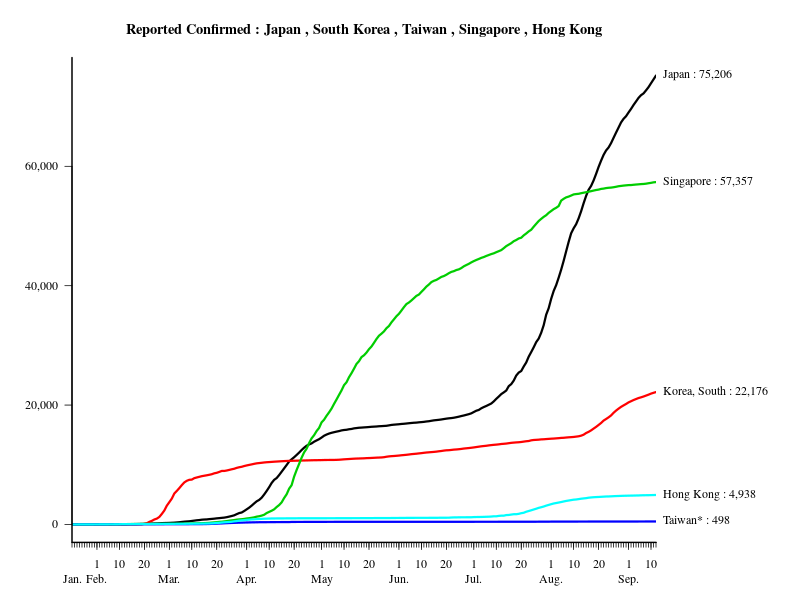 Reported Confirmed : Japan , South Korea , Taiwan , Singapore , Hong Kong
Japan : 75,206
60,000
Singapore : 57,357
40,000
Korea, South : 22,176
20,000
Hong Kong : 4,938
Taiwan* : 498
0
1 10 20 1 10 20 1 10 20 1 10 20 1 10 20 1 10 20 1 10 20 1 10
Jan. Feb. Mar. Apr. May Jun. Jul. Aug. Sep.